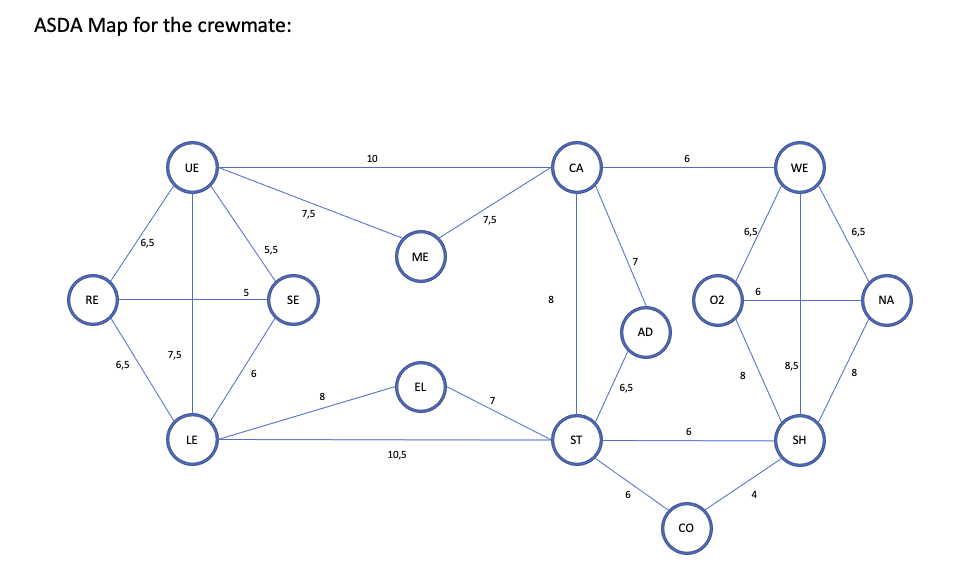 ASDA Map for the crewmate:
10
6
UE
CA
WE
7,5
7,5
6,5
6,5
6,5
5,5
ME
7
5
6
RE
SE
8
O2
NA
AD
7,5
6,5
6
8,5
8
8
EL
6,5
8
7
6
LE
ST
SH
10,5
6
4
CO